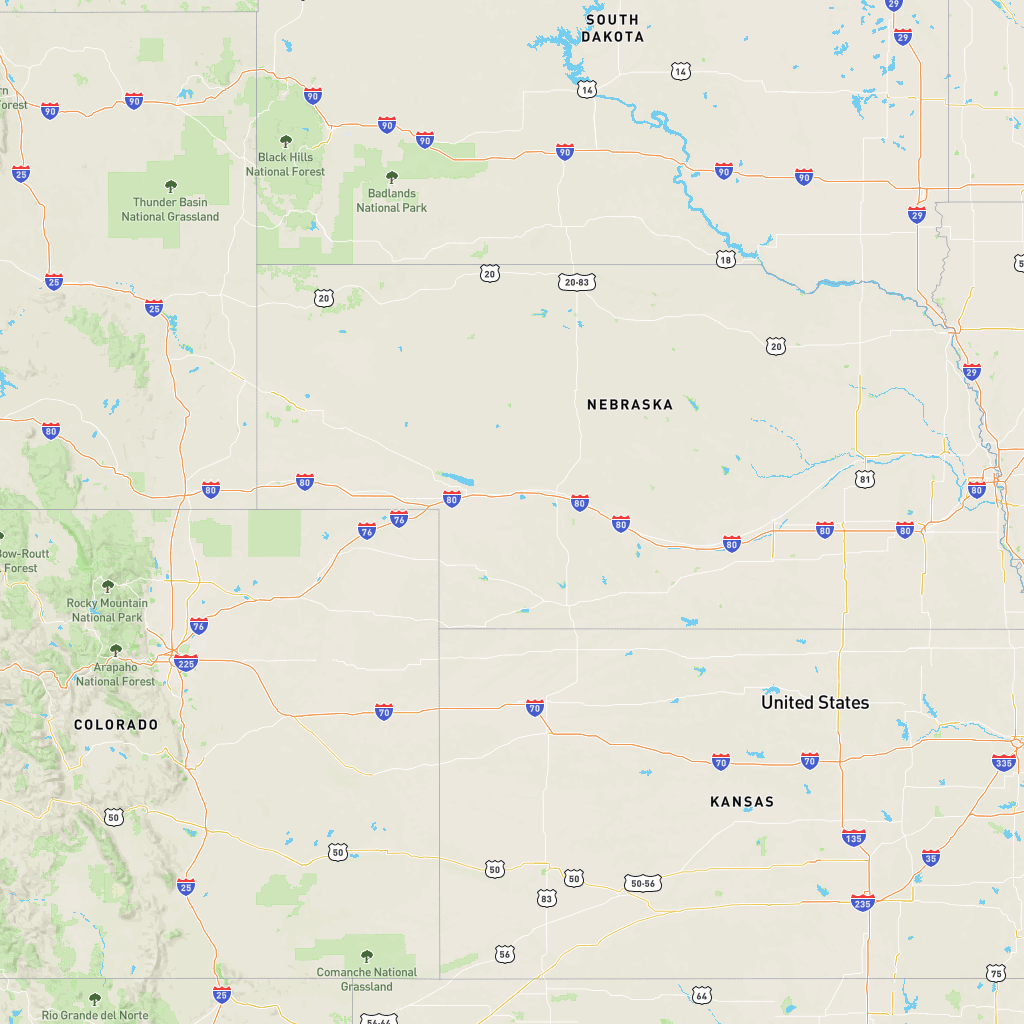 SOUTH
DAKOTA
29
29
14
14
90
90
90
90
90
90
90
90
25
Forest
Black Hills
National Forest
Badlands
National Park
Thunder Basin
National Grassland
29
18
20
20-83
20
25
25
20
29
NEBRASKA
80
80
80
80
80
80
80
80
80
80
81
76
76
Bow-Routt
Forest
Rocky Mountain
National Park
76
225
Arapaho
National Forest
COLORADO
70
70
United States
70
70
335
KANSAS
50
50
50
50
50-56
135
35
235
25
83
56
Comanche National
Grassland
75
64
25
Rio Grande del Norte
56-64